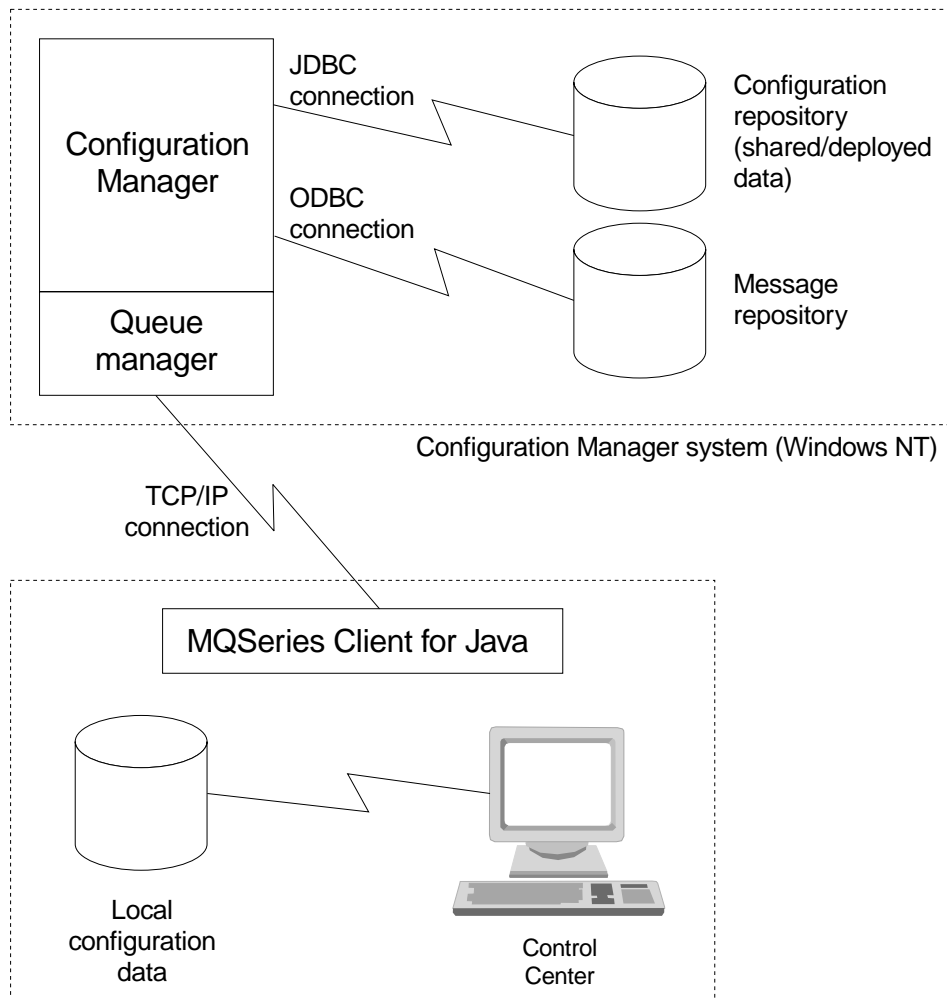 JDBC
connection
Configuration
repository
(shared/deployed
data)
Configuration
Manager
ODBC
connection
Message
repository
Queue
manager
Configuration Manager system (Windows NT)
TCP/IP
connection
MQSeries Client for Java
Local
configuration
data
Control
Center